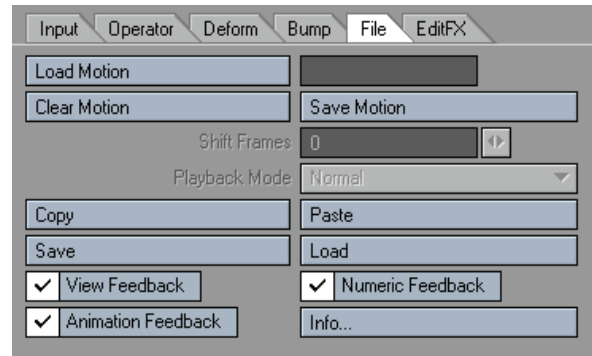 Input Operator Deform Bump File EditFX
Load Motion
Clear Motion Save Motion
Shift Frames 0
Playback Mode Normal
Copy Paste
Save Load
View Feedback Numeric Feedback
Animation Feedback Info...